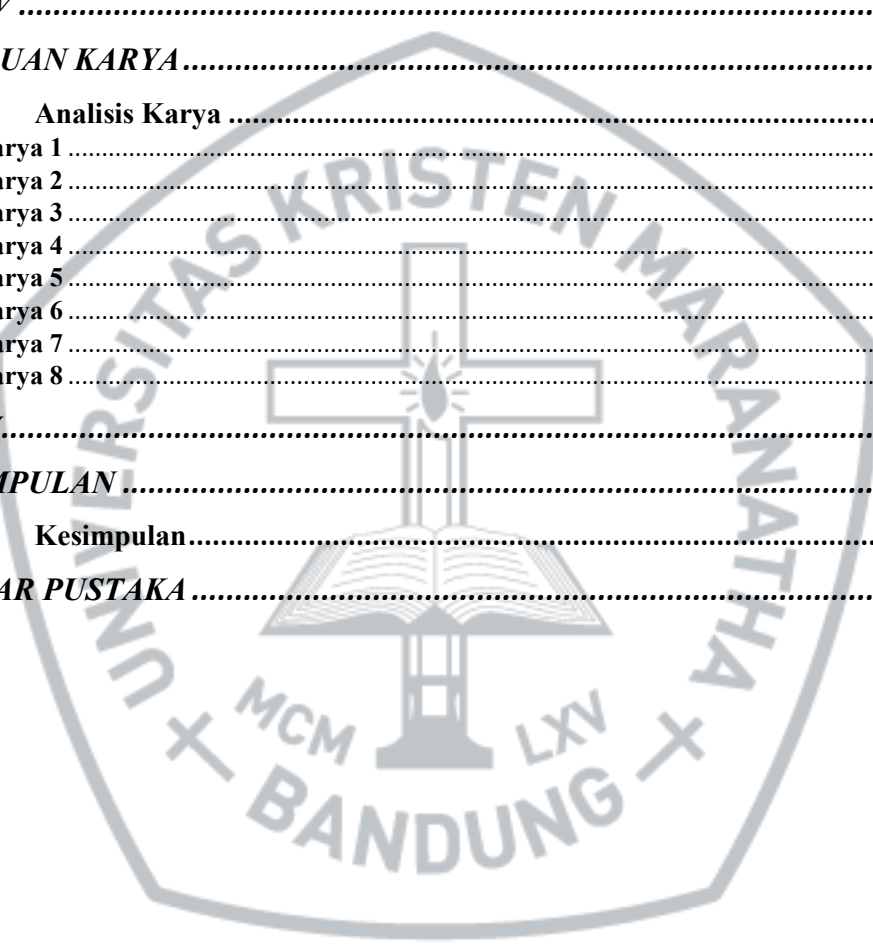 V ........................................
UAN KARYA ........................................
Analisis Karya ........................................
arya 1 ........................................
arya 2 ........................................
arya 3 ........................................
arya 4 ........................................
arya 5 ........................................
arya 6 ........................................
arya 7 ........................................
arya 8 ........................................
MPULAN ........................................
Kesimpulan ........................................
AR PUSTAKA ........................................
UNIVERSITAS KRISTEN MARANATHA
MCM LXV
BANDUNG